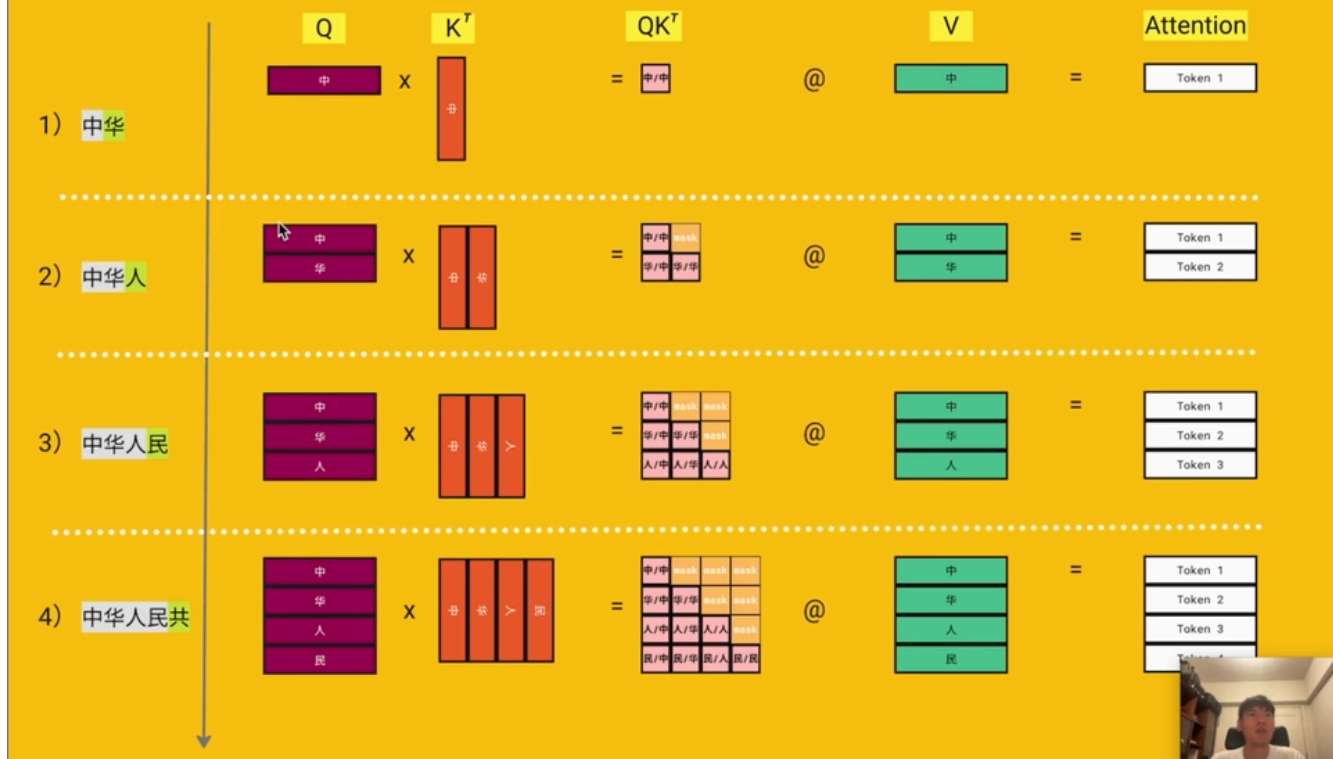 Q Kᵀ QKᵀ V Attention
1) 中华
中 x 中 = 中/中 @ 中 = Token 1
2) 中华人
中 x 中 华 = 中/中 mask @ 中 = Token 1
华 华/中 华/华 华 Token 2
3) 中华人民
中 x 中 华 人 = 中/中 mask mask @ 中 = Token 1
华 华/中 华/华 mask 华 Token 2
人 人/中 人/华 人/人 人 Token 3
4) 中华人民共
中 x 中 华 人 民 = 中/中 mask mask mask @ 中 = Token 1
华 华/中 华/华 mask mask 华 Token 2
人 人/中 人/华 人/人 mask 人 Token 3
民 民/中 民/华 民/人 民/民 民